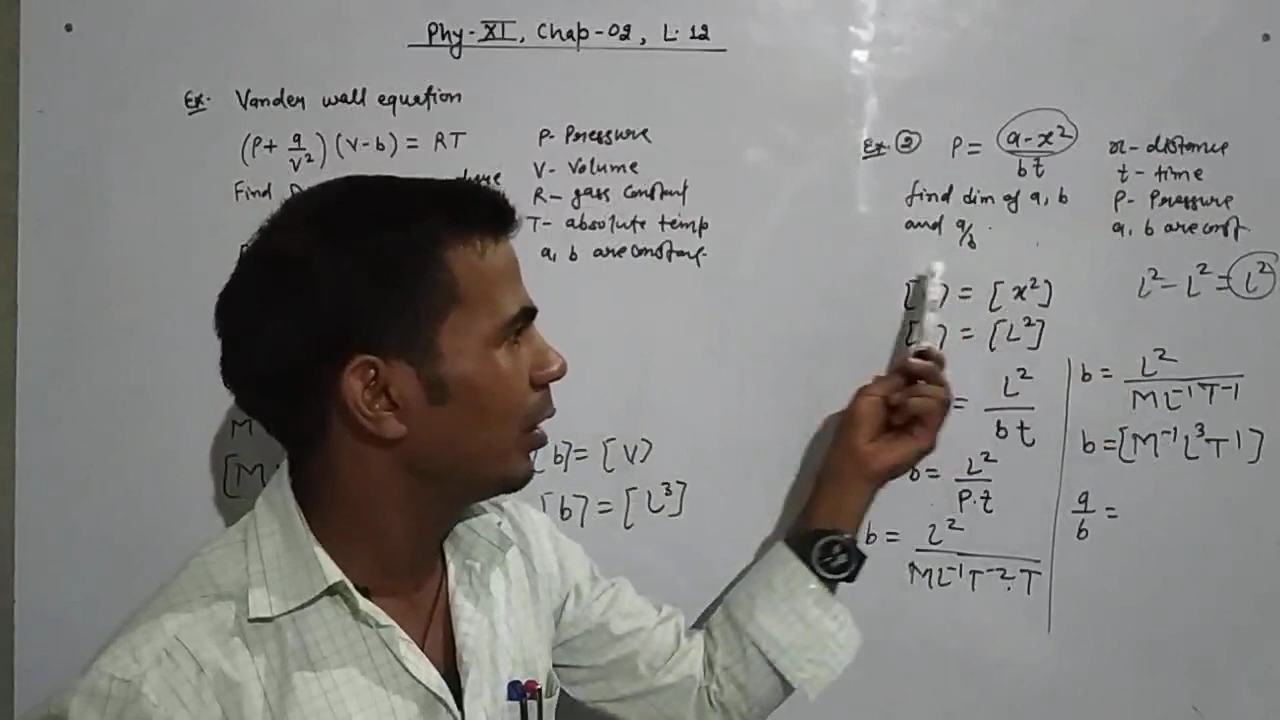 Phy-XI, Chap-02, L. 12
Ex. Vander wall equation
(P+ a/V²) (V-b) = RT
Find
P- Pressure
V- Volume
R- gass constant
T- absolute temp
a, b are constant.
M
[M
[b] = [V]
[b] = [L³]
Ex. ② P = (a-x²)/(bt)
find dim of a, b
and a/b.
x- distance
t- time
P- Pressure
a, b are const.
L² - L² = L²
[ ] = [x²]
[ ] = [L²]
= L²/(bt)
b = L²/(P.t)
b = L²/(ML⁻¹T⁻².T)
b = L²/(ML⁻¹T⁻¹)
b = [M⁻¹L³T¹]
a/b =